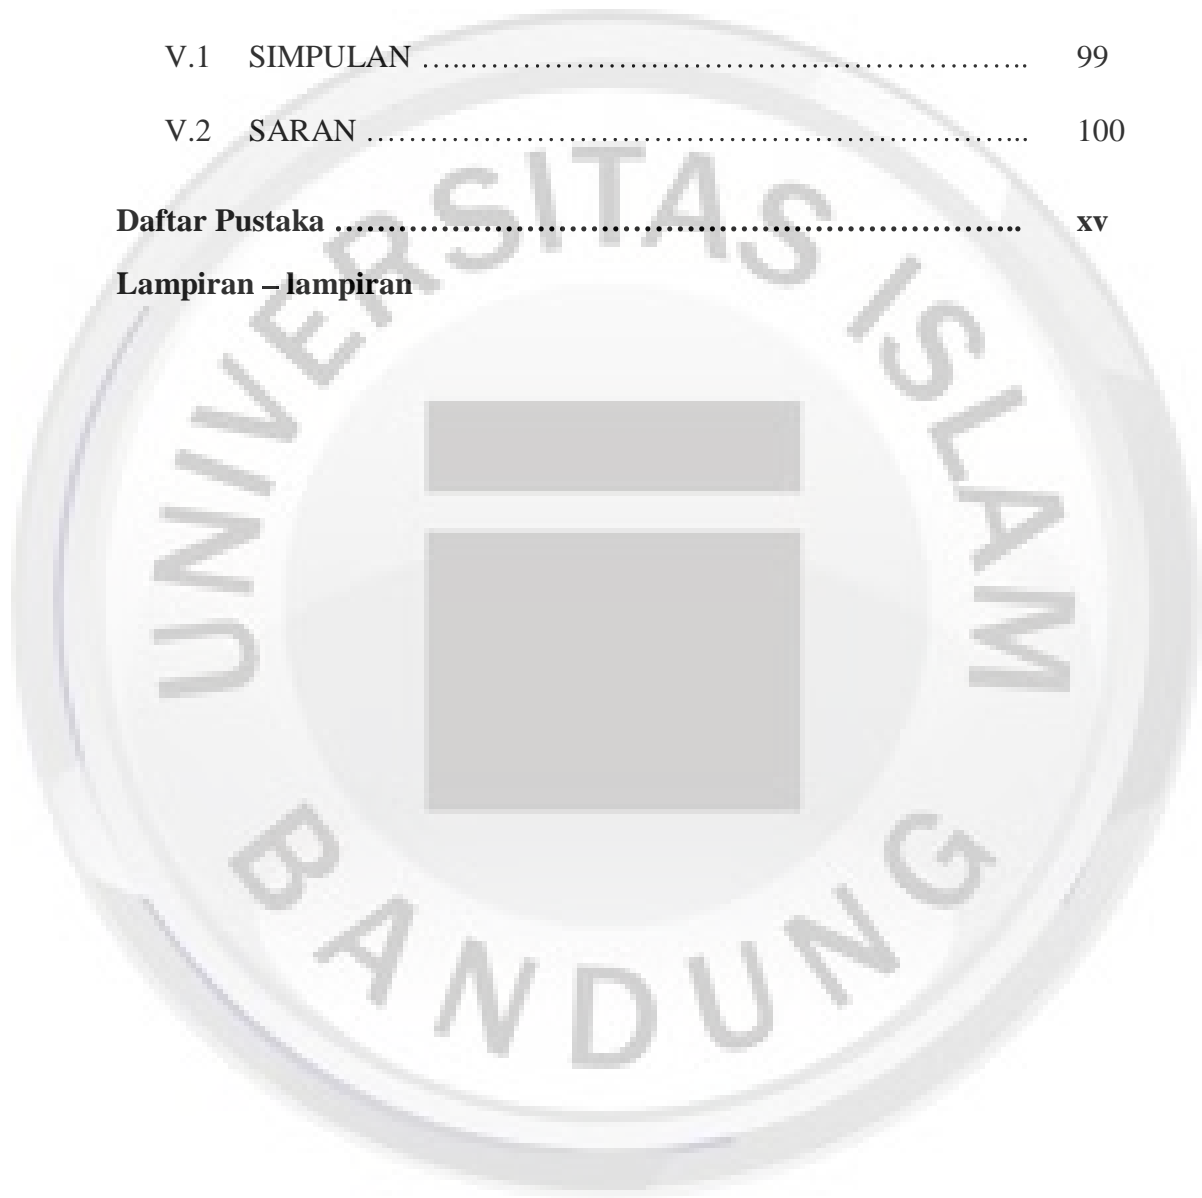 V.1 SIMPULAN …..……………………………………………….. 99
V.2 SARAN ………………………………………………………... 100
Daftar Pustaka ………………………………………………………….. xv
Lampiran – lampiran
UNIVERSITAS ISLAM
BANDUNG